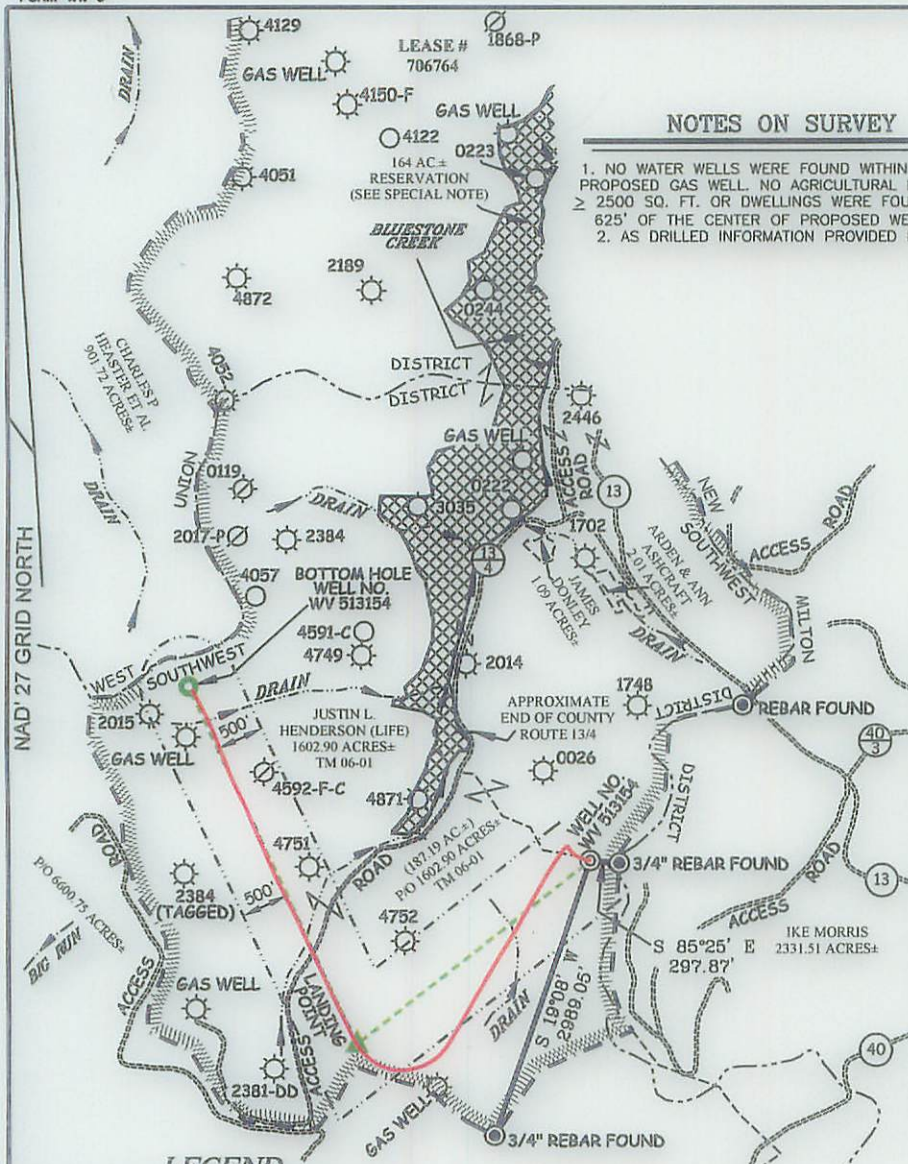 4129
1868-P
LEASE #
706764
DRAIN
GAS WELL
4150-F
GAS WELL
NOTES ON SURVEY
4122
0223
164 AC.±
RESERVATION
(SEE SPECIAL NOTE)
1. NO WATER WELLS WERE FOUND WITHIN
PROPOSED GAS WELL. NO AGRICULTURAL
≥ 2500 SQ. FT. OR DWELLINGS WERE FOU
625' OF THE CENTER OF PROPOSED WE
2. AS DRILLED INFORMATION PROVIDED
4051
BLUESTONE
CREEK
2189
4872
0244
CHARLES P
HEASTER ET AL
901.72 ACRES±
4052
DISTRICT
DISTRICT
2446
GAS WELL
UNION
0119
DRAIN
DRAIN
3035
0222
ACCESS
ROAD
13
NEW
SOUTHWEST
MILTON
ACCESS ROAD
2017-P
2384
1702
13
4
JAMES
DONLEY
1.09 ACRES±
ARDEN & ANN
ASHCRAFT
2.01 ACRES±
DRAIN
NAD' 27 GRID NORTH
4057
BOTTOM HOLE
WELL NO.
WV 513154
4591-C
4749
2014
WEST
SOUTHWEST
DRAIN
APPROXIMATE
END OF COUNTY
ROUTE 13/4
1748
DISTRICT
REBAR FOUND
2015
GAS WELL
500'
JUSTIN L.
HENDERSON (LIFE)
1602.90 ACRES±
TM 06-01
40
3
0026
4592-F-C
4871
WELL NO.
WV 513154
DISTRICT
ROAD
(187.19 AC.±)
P/O 1602.90 ACRES±
TM 06-01
3/4" REBAR FOUND
ROAD
4751
ROAD
13
P/O 6600.75 ACRES±
2384
(TAGGED)
500'
4752
ACCESS
BIG RUN
S 85°25' E
297.87'
IKE MORRIS
2331.51 ACRES±
ACCESS
GAS WELL
LANDING
POINT
DRAIN
S 19°08' W
2989.05'
40
ACCESS
2381-DD
GAS WELL
3/4" REBAR FOUND
LEGEND